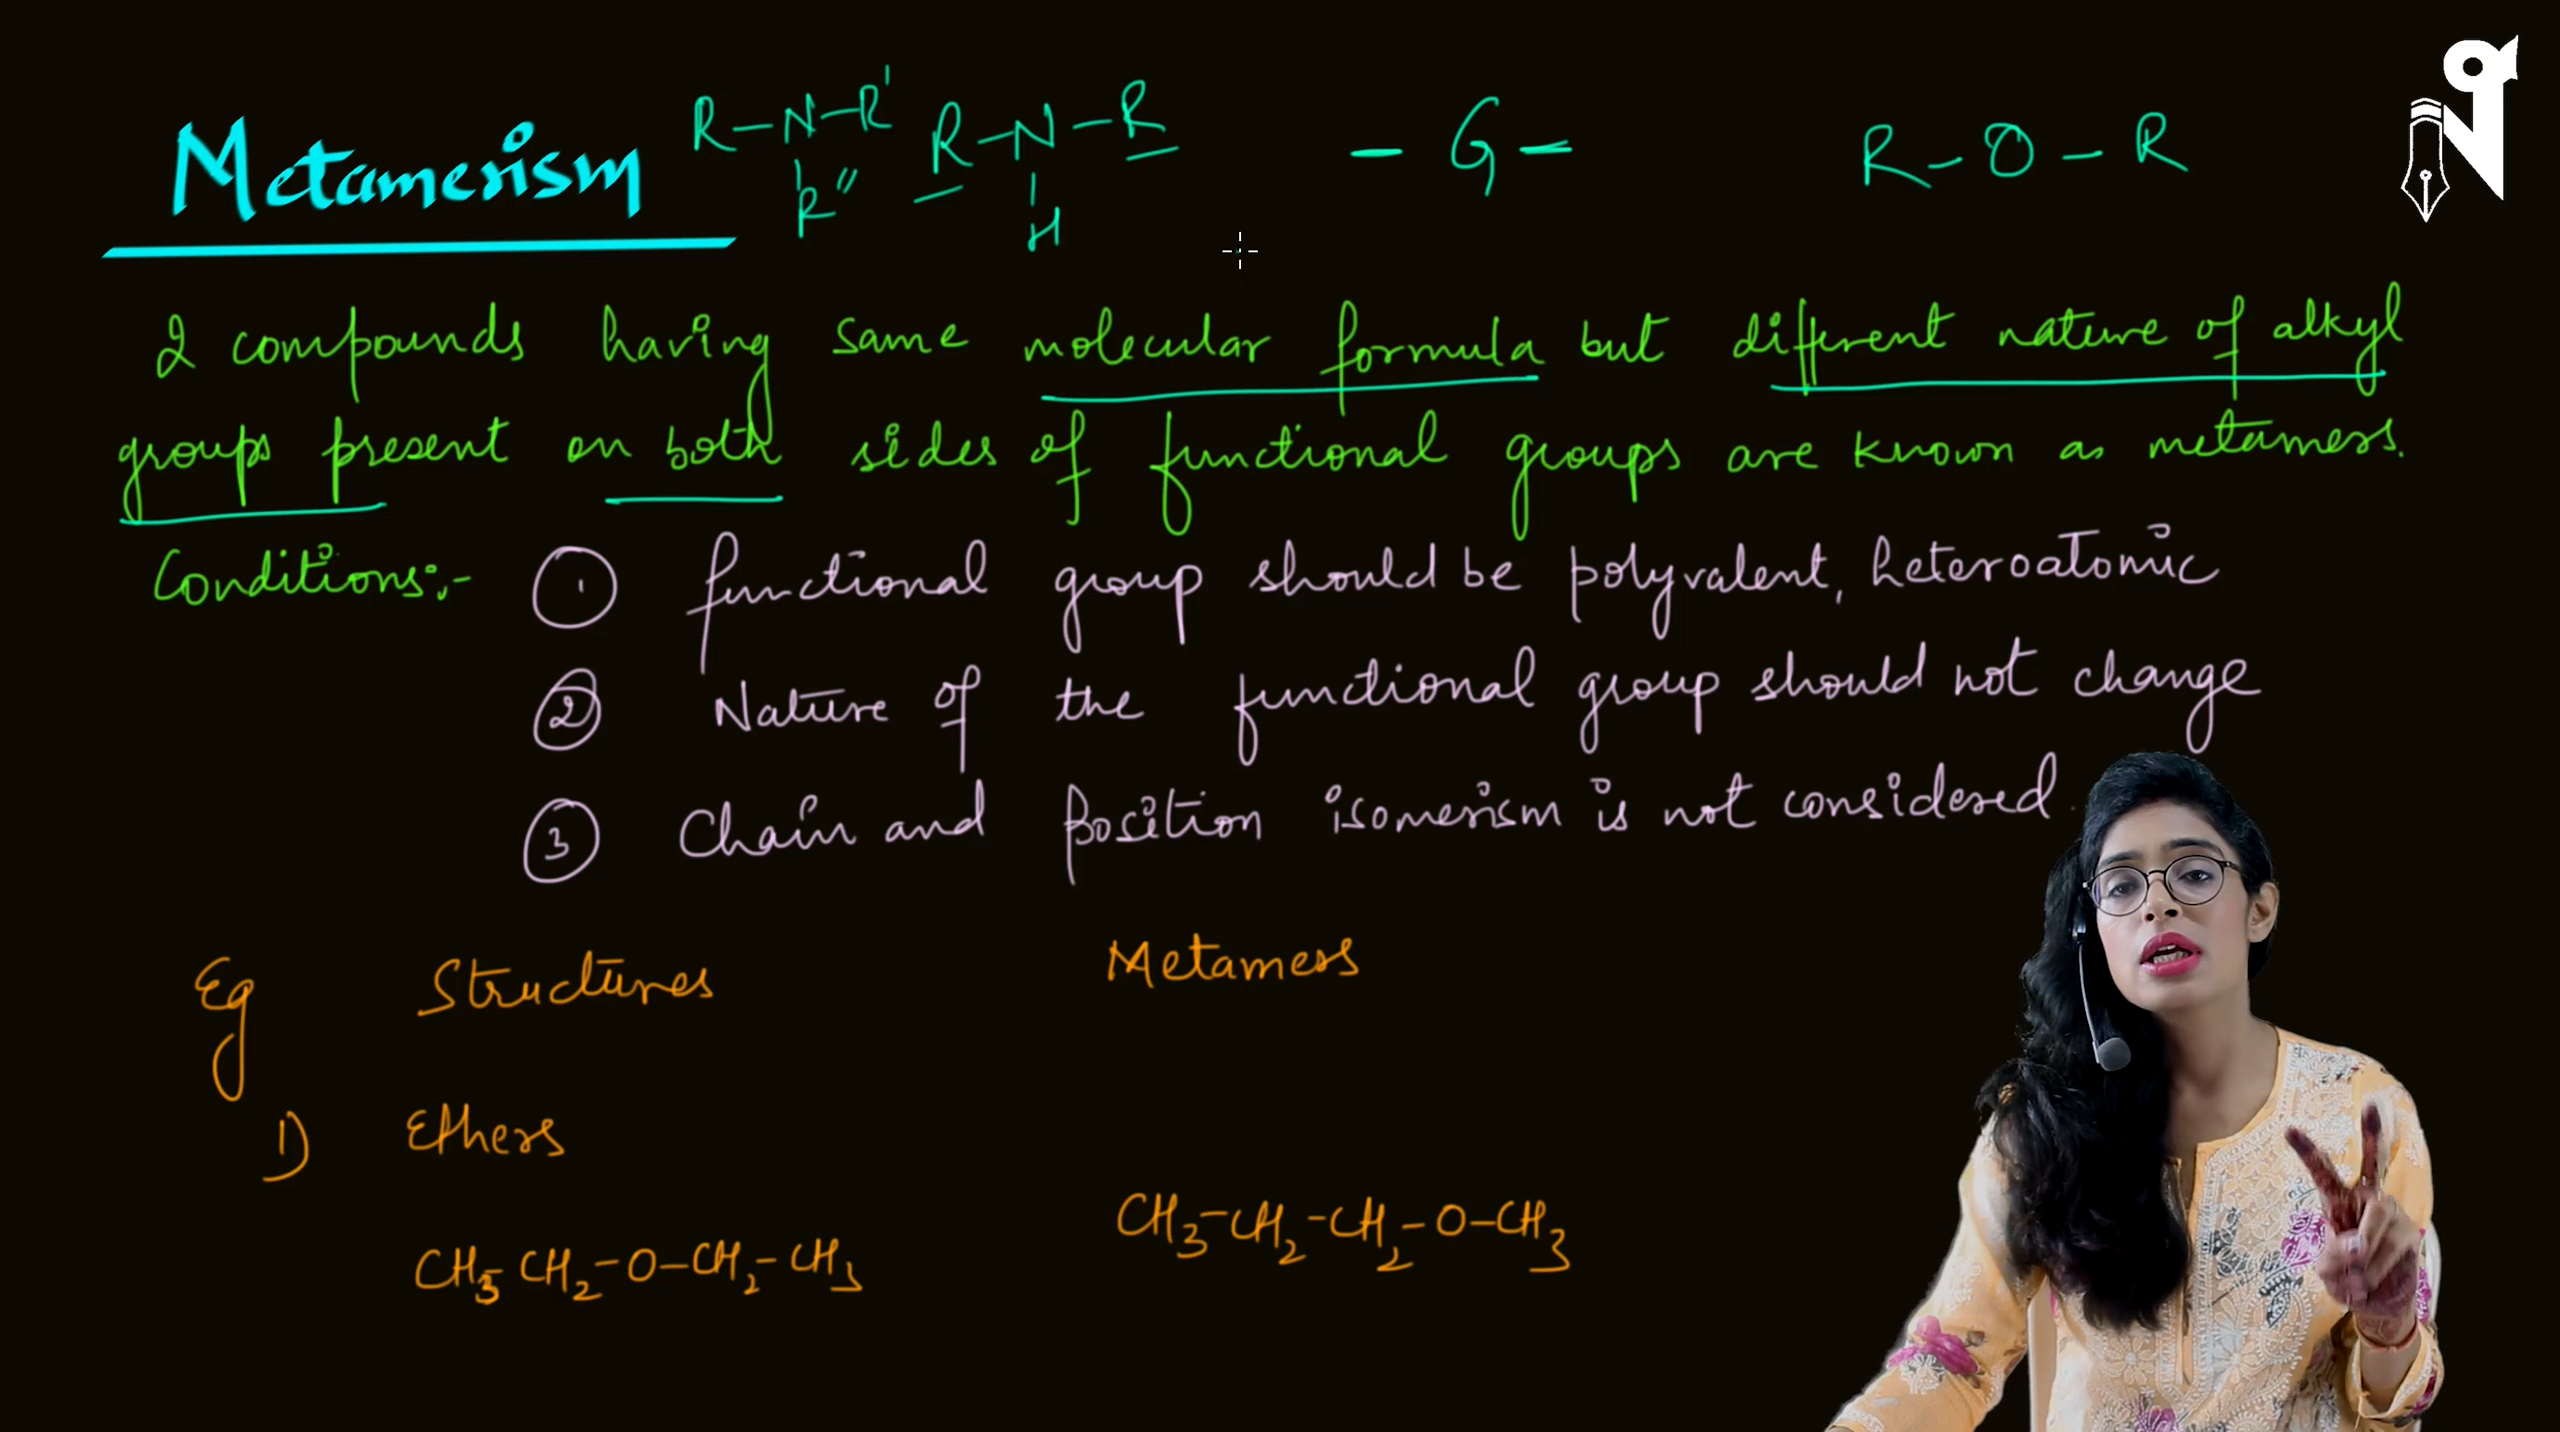 Metamerism
R-N-R'
R"
R-N-R
H
- G -
R-O-R
2 compounds having same molecular formula but different nature of alkyl
groups present on both sides of functional groups are known as metamers.
Conditions:-
① functional group should be polyvalent, heteroatomic
② Nature of the functional group should not change
③ Chain and position isomerism is not considered.
Eg Structures Metamers
1) Ethers
CH3-CH2-O-CH2-CH3
CH3-CH2-CH2-O-CH3